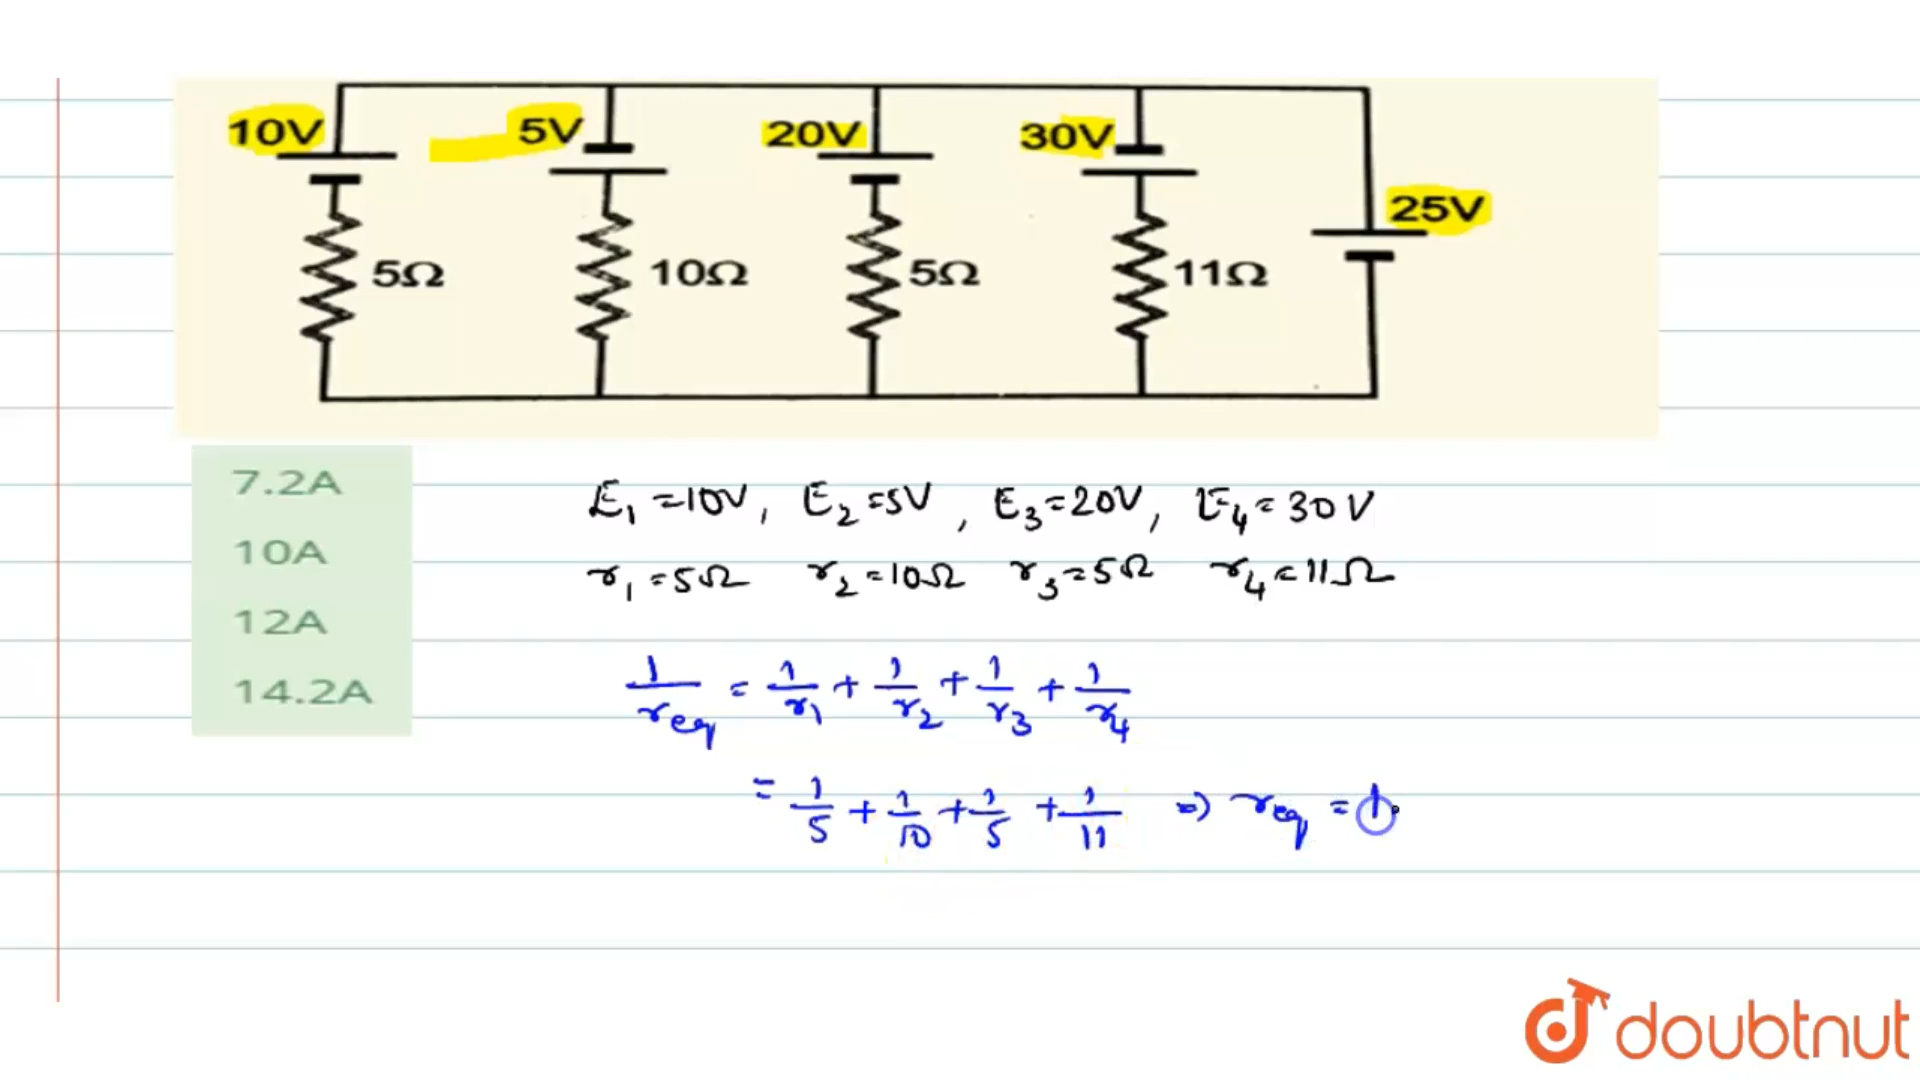 10V 5V 20V 30V
25V
5Ω 10Ω 5Ω 11Ω
7.2A
10A
12A
14.2A
E₁ = 10V, E₂ = 5V, E₃ = 20V, E₄ = 30V
r₁ = 5Ω r₂ = 10Ω r₃ = 5Ω r₄ = 11Ω
1/r_eq = 1/r₁ + 1/r₂ + 1/r₃ + 1/r₄
= 1/5 + 1/10 + 1/5 + 1/11 ⇒ r_eq = 1
doubtnut